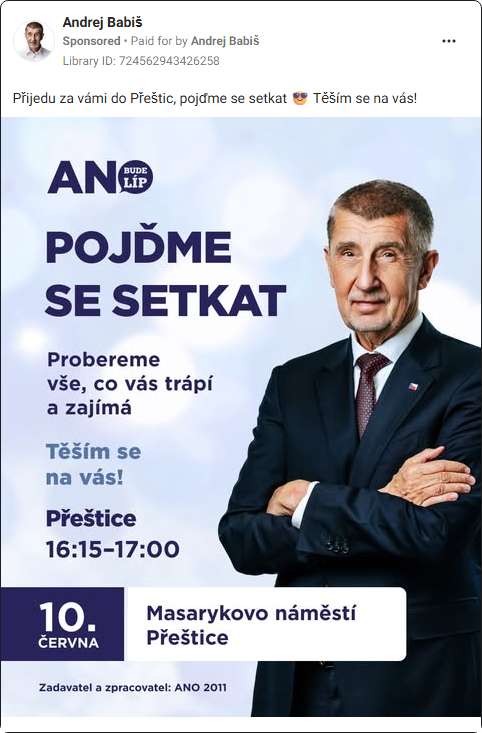 Andrej Babiš
Sponsored • Paid for by Andrej Babiš
Library ID: 724562943426258
Přijedu za vámi do Přeštic, pojďme se setkat 😎 Těším se na vás!
ANO
BUDE
LÍP
POJĎME
SE SETKAT
Probereme
vše, co vás trápí
a zajímá
Těším se
na vás!
Přeštice
16:15–17:00
10.
ČERVNA
Masarykovo náměstí
Přeštice
Zadavatel a zpracovatel: ANO 2011